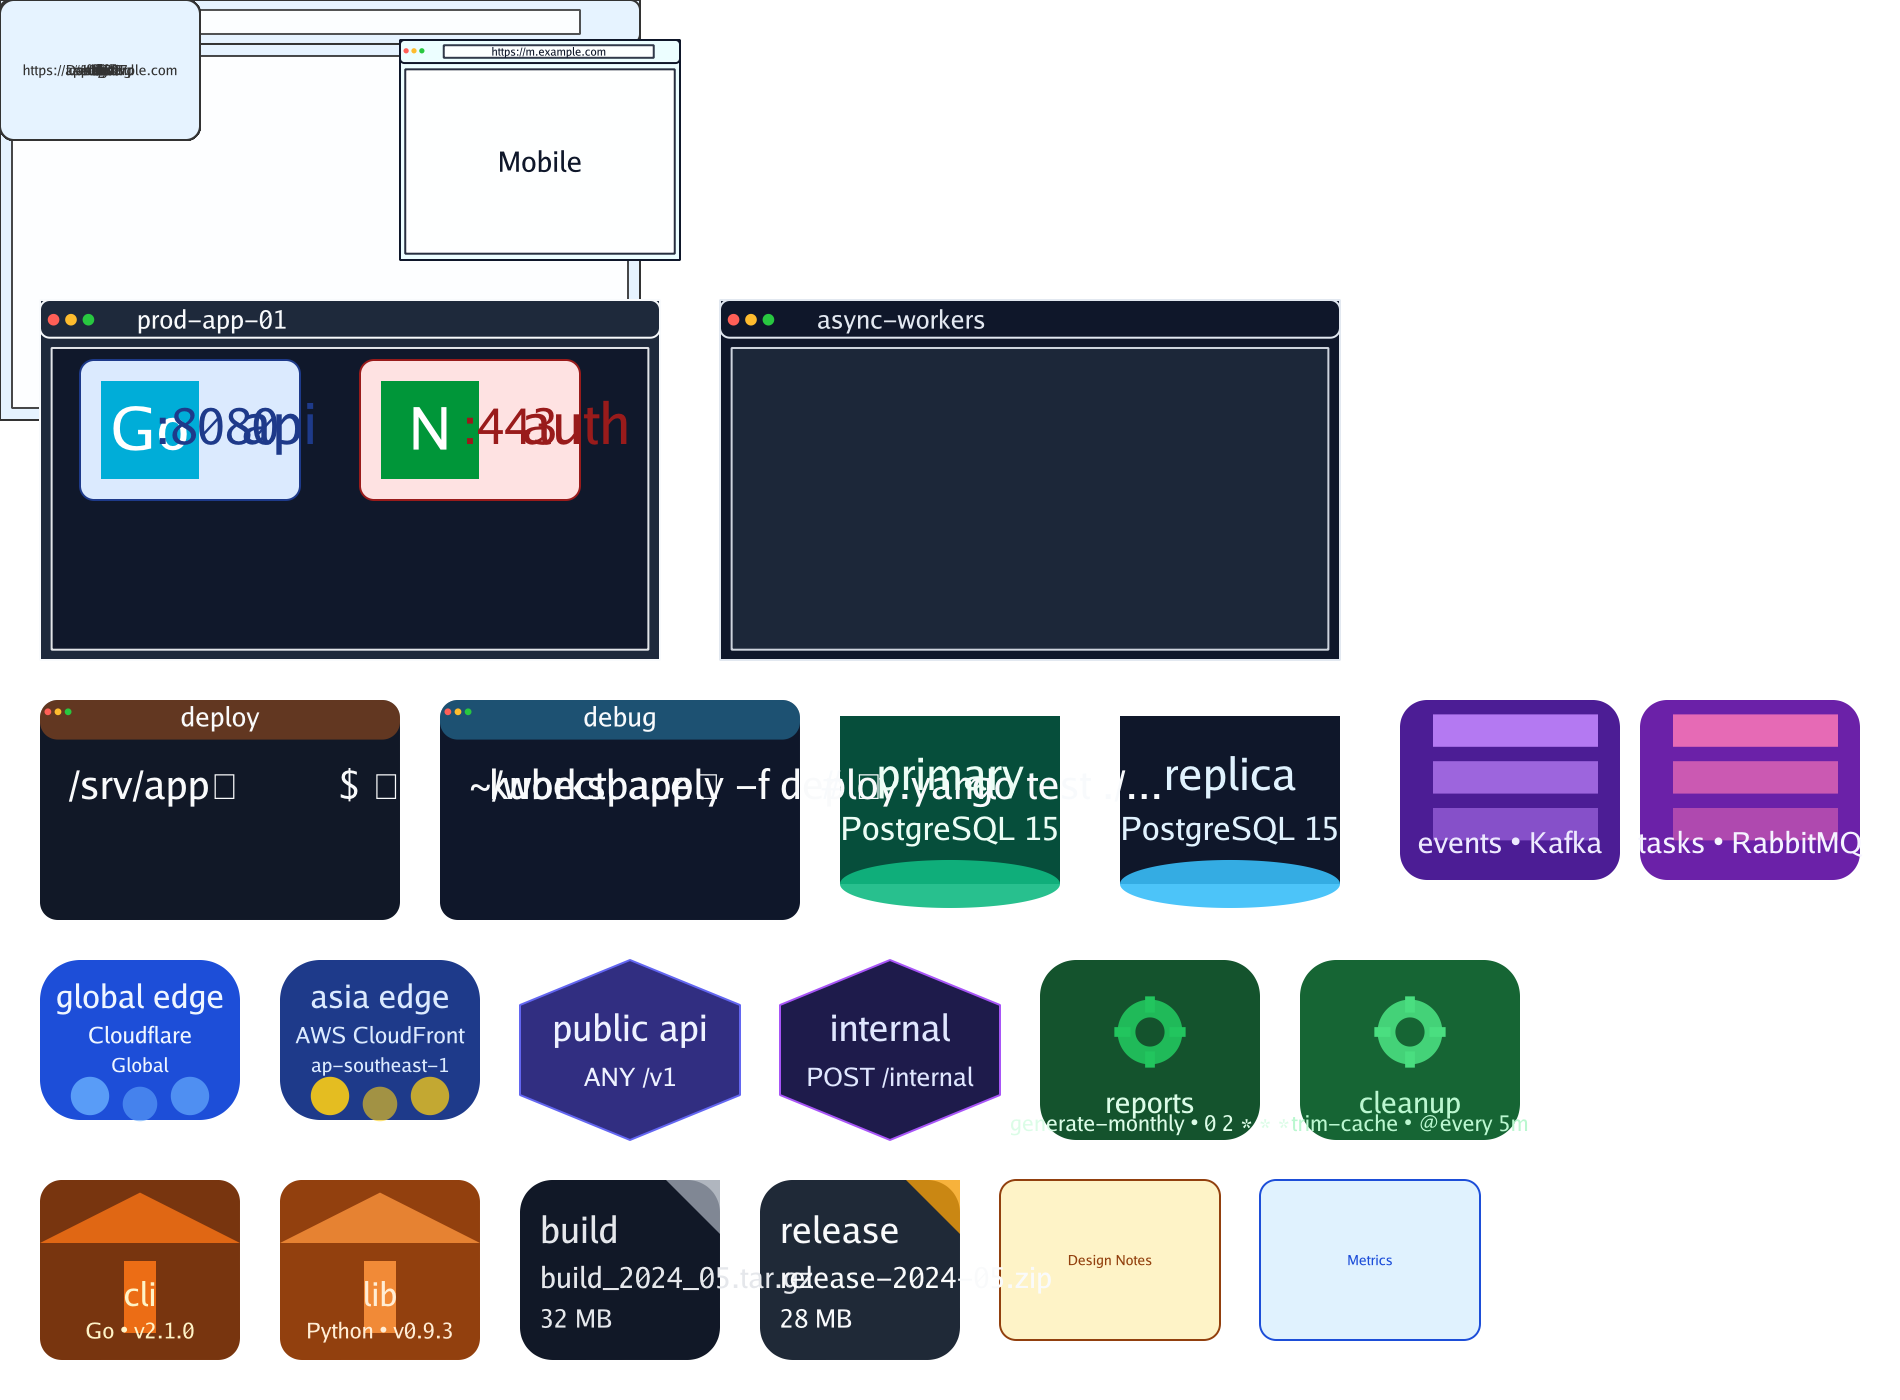 https://m.example.com
Mobile
prod-app-01
async-workers
Go
:8080
api
N
:443
auth
deploy
debug
/srv/app
$
~/workspace
kubectl apply -f deploy.yaml
go test ./...
primary
PostgreSQL 15
replica
PostgreSQL 15
events • Kafka
tasks • RabbitMQ
global edge
Cloudflare
Global
asia edge
AWS CloudFront
ap-southeast-1
public api
ANY /v1
internal
POST /internal
reports
generate-monthly • 0 2 * * *
cleanup
trim-cache • @every 5m
cli
Go • v2.1.0
lib
Python • v0.9.3
build
build_2024_05.tar.gz
32 MB
release
release-2024-05.zip
28 MB
Design Notes
Metrics